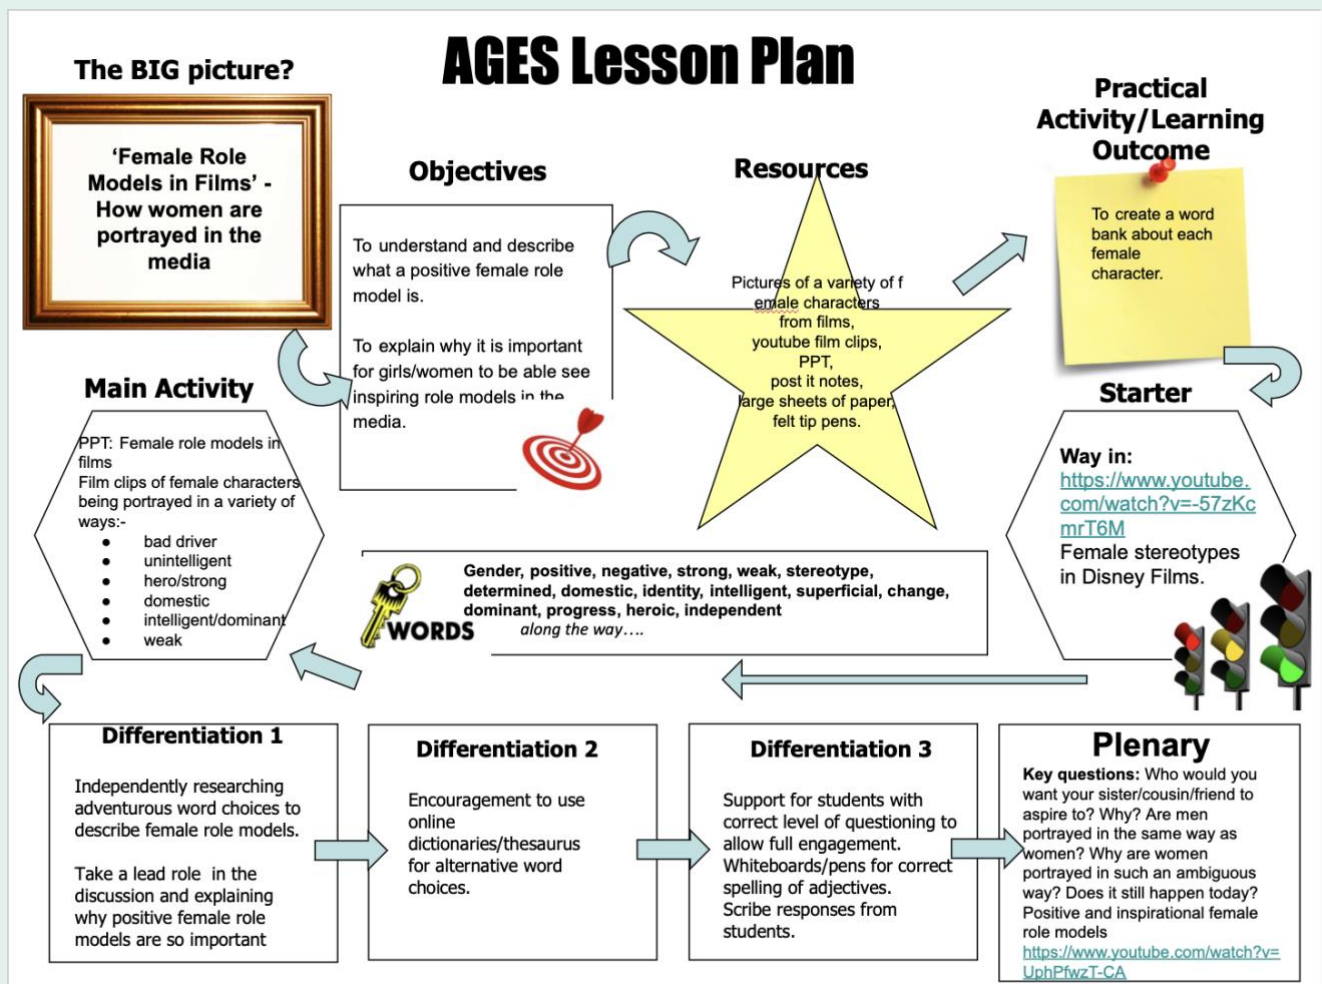 AGES Lesson Plan
The BIG picture?
‘Female Role
Models in Films’ -
How women are
portrayed in the
media
Objectives
To understand and describe
what a positive female role
model is.
To explain why it is important
for girls/women to be able see
inspiring role models in the
media.
Resources
Pictures of a variety of f
emale characters
from films,
youtube film clips,
PPT,
post it notes,
large sheets of paper,
felt tip pens.
Practical
Activity/Learning
Outcome
To create a word
bank about each
female
character.
Starter
Way in:
https://www.youtube.
com/watch?v=-57zKc
mrT6M
Female stereotypes
in Disney Films.
WORDS
Gender, positive, negative, strong, weak, stereotype,
determined, domestic, identity, intelligent, superficial, change,
dominant, progress, heroic, independent
along the way….
Main Activity
PPT: Female role models in
films
Film clips of female characters
being portrayed in a variety of
ways:-
● bad driver
● unintelligent
● hero/strong
● domestic
● intelligent/dominant
● weak
Differentiation 1
Independently researching
adventurous word choices to
describe female role models.
Take a lead role in the
discussion and explaining
why positive female role
models are so important
Differentiation 2
Encouragement to use
online
dictionaries/thesaurus
for alternative word
choices.
Differentiation 3
Support for students with
correct level of questioning to
allow full engagement.
Whiteboards/pens for correct
spelling of adjectives.
Scribe responses from
students.
Plenary
Key questions: Who would you
want your sister/cousin/friend to
aspire to? Why? Are men
portrayed in the same way as
women? Why are women
portrayed in such an ambiguous
way? Does it still happen today?
Positive and inspirational female
role models
https://www.youtube.com/watch?v=
UphPfwzT-CA